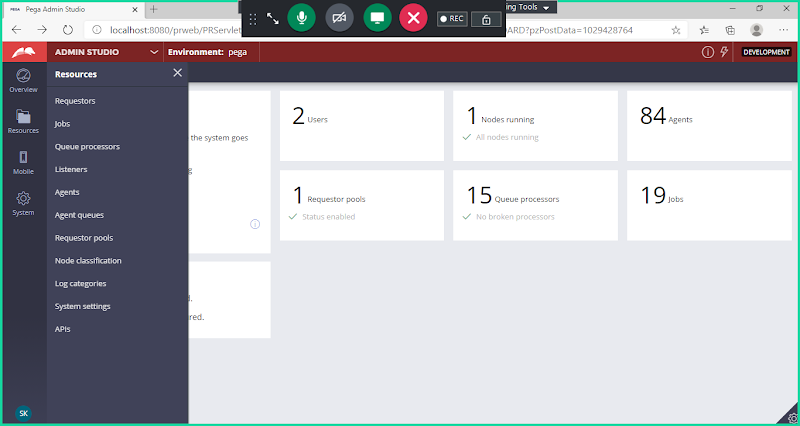 PEGA Pega Admin Studio
ing Tools
REC
localhost:8080/prweb/PRServlet
ARD?pzPostData=1029428764
ADMIN STUDIO
Environment: pega
DEVELOPMENT
Overview
Resources
Mobile
System
SK
Resources
Requestors
Jobs
Queue processors
Listeners
Agents
Agent queues
Requestor pools
Node classification
Log categories
System settings
APIs
the system goes
ng
d.
red.
2 Users
1 Nodes running
All nodes running
84 Agents
1 Requestor pools
Status enabled
15 Queue processors
No broken processors
19 Jobs